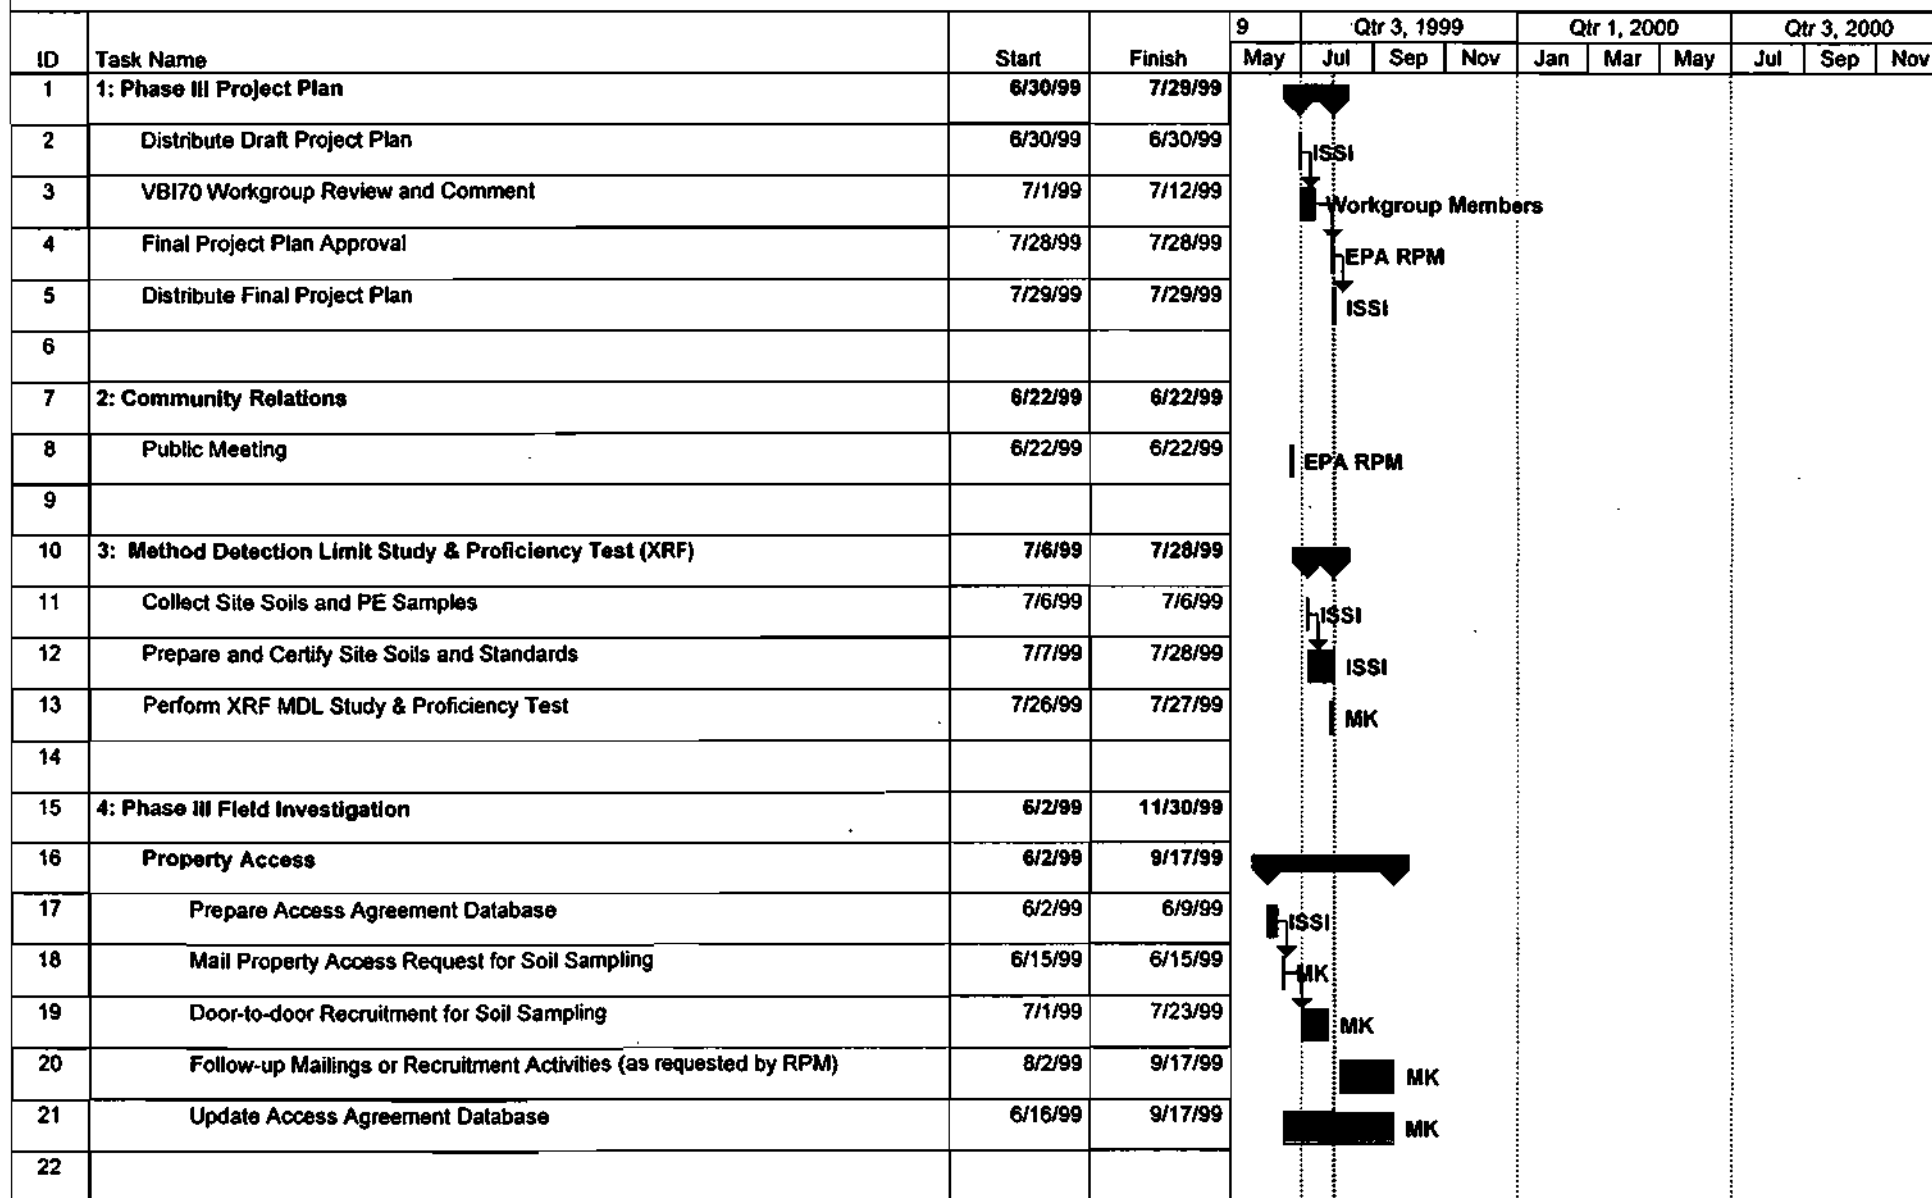 9 Qtr 3, 1999 Qtr 1, 2000 Qtr 3, 2000
ID Task Name Start Finish May Jul Sep Nov Jan Mar May Jul Sep Nov
1 1: Phase III Project Plan 6/30/99 7/29/99
2 Distribute Draft Project Plan 6/30/99 6/30/99 ISSI
3 VBI70 Workgroup Review and Comment 7/1/99 7/12/99 Workgroup Members
4 Final Project Plan Approval 7/28/99 7/28/99 EPA RPM
5 Distribute Final Project Plan 7/29/99 7/29/99 ISSI
6
7 2: Community Relations 6/22/99 6/22/99
8 Public Meeting 6/22/99 6/22/99 EPA RPM
9
10 3: Method Detection Limit Study & Proficiency Test (XRF) 7/6/99 7/28/99
11 Collect Site Soils and PE Samples 7/6/99 7/6/99 ISSI
12 Prepare and Certify Site Soils and Standards 7/7/99 7/28/99 ISSI
13 Perform XRF MDL Study & Proficiency Test 7/26/99 7/27/99 MK
14
15 4: Phase III Field Investigation 6/2/99 11/30/99
16 Property Access 6/2/99 9/17/99
17 Prepare Access Agreement Database 6/2/99 6/9/99 ISSI
18 Mail Property Access Request for Soil Sampling 6/15/99 6/15/99 MK
19 Door-to-door Recruitment for Soil Sampling 7/1/99 7/23/99 MK
20 Follow-up Mailings or Recruitment Activities (as requested by RPM) 8/2/99 9/17/99 MK
21 Update Access Agreement Database 6/16/99 9/17/99 MK
22